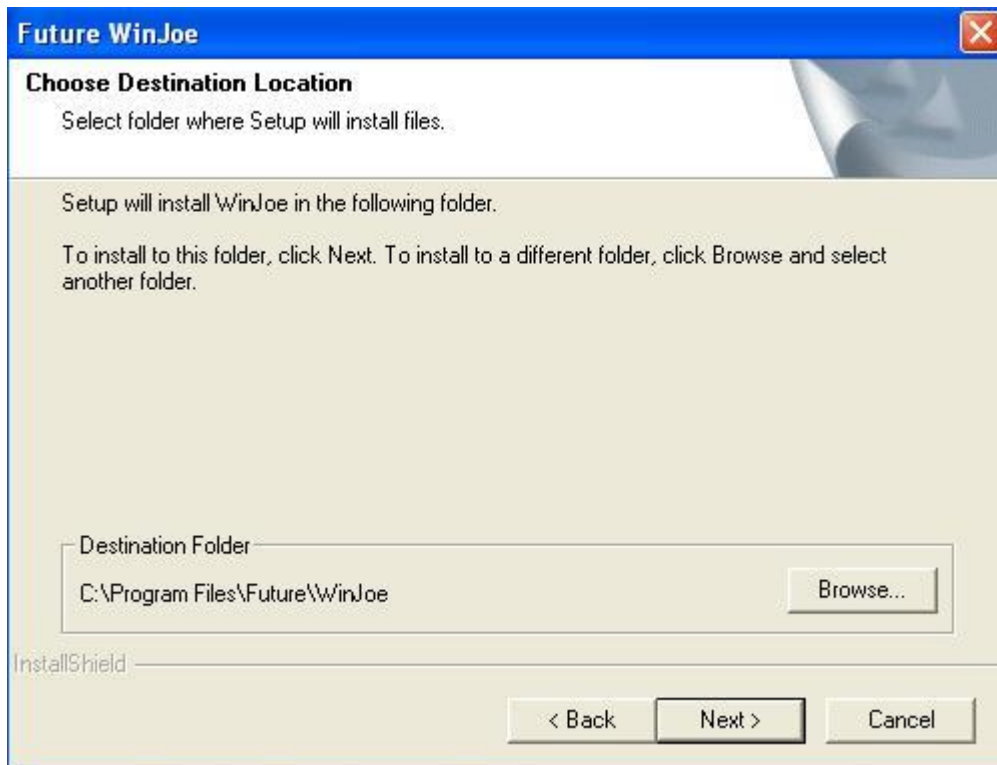 Future WinJoe
Choose Destination Location
Select folder where Setup will install files.
Setup will install WinJoe in the following folder.
To install to this folder, click Next. To install to a different folder, click Browse and select
another folder.
Destination Folder
C:\Program Files\Future\WinJoe
Browse...
InstallShield
< Back
Next >
Cancel